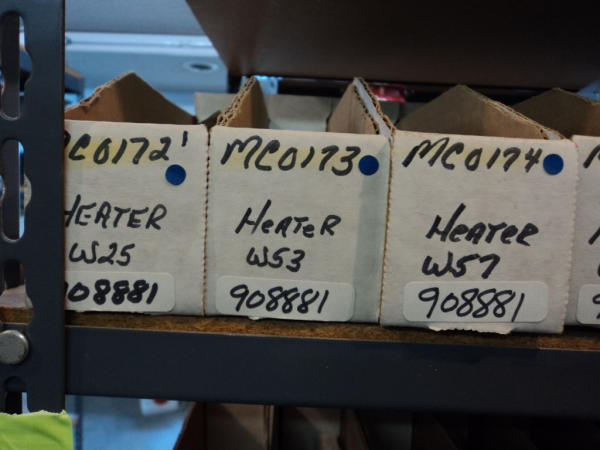 MC0172'
HEATER
W25
908881
MC0173
HEATER
W53
908881
MC0174
HEATER
W57
908881